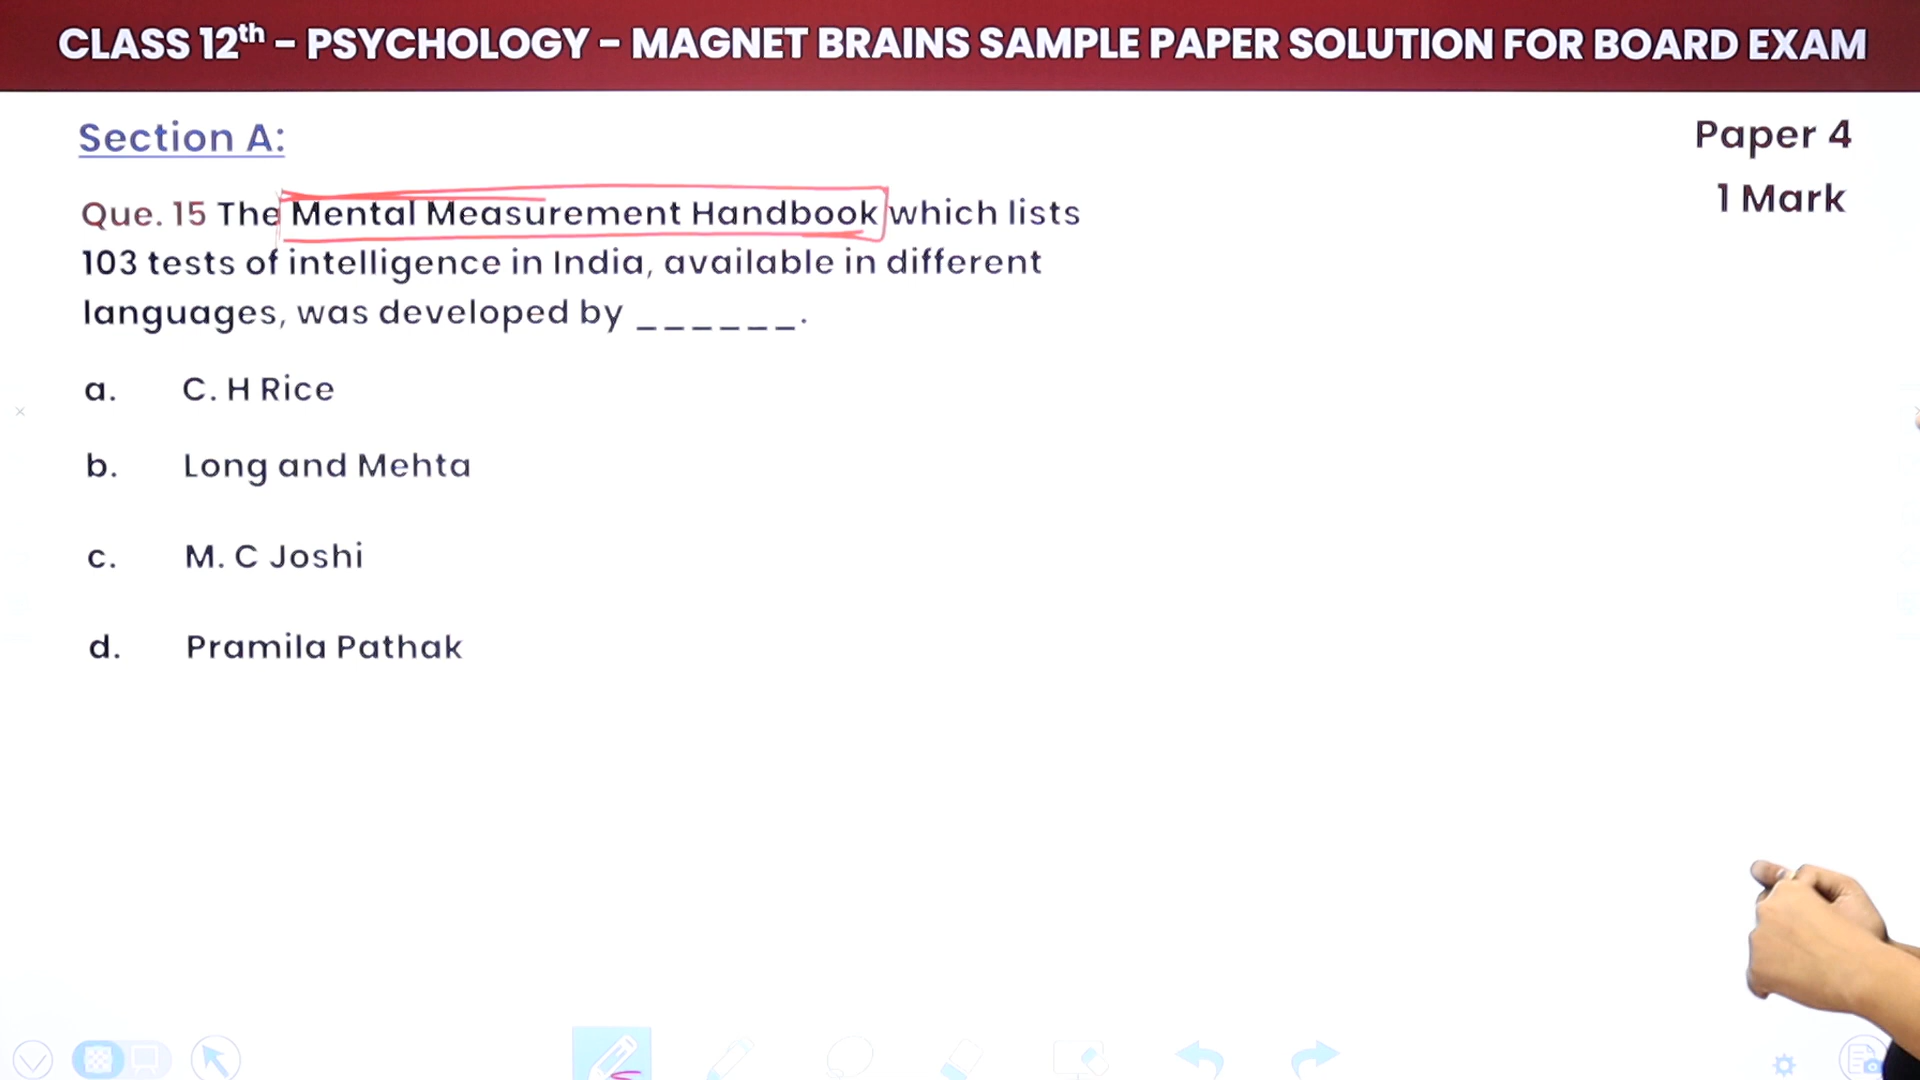 CLASS 12th – PSYCHOLOGY – MAGNET BRAINS SAMPLE PAPER SOLUTION FOR BOARD EXAM
Section A:
Paper 4
1 Mark
Que. 15 The Mental Measurement Handbook which lists
103 tests of intelligence in India, available in different
languages, was developed by _ _ _ _ _ _.
a. C. H Rice
b. Long and Mehta
c. M. C Joshi
d. Pramila Pathak